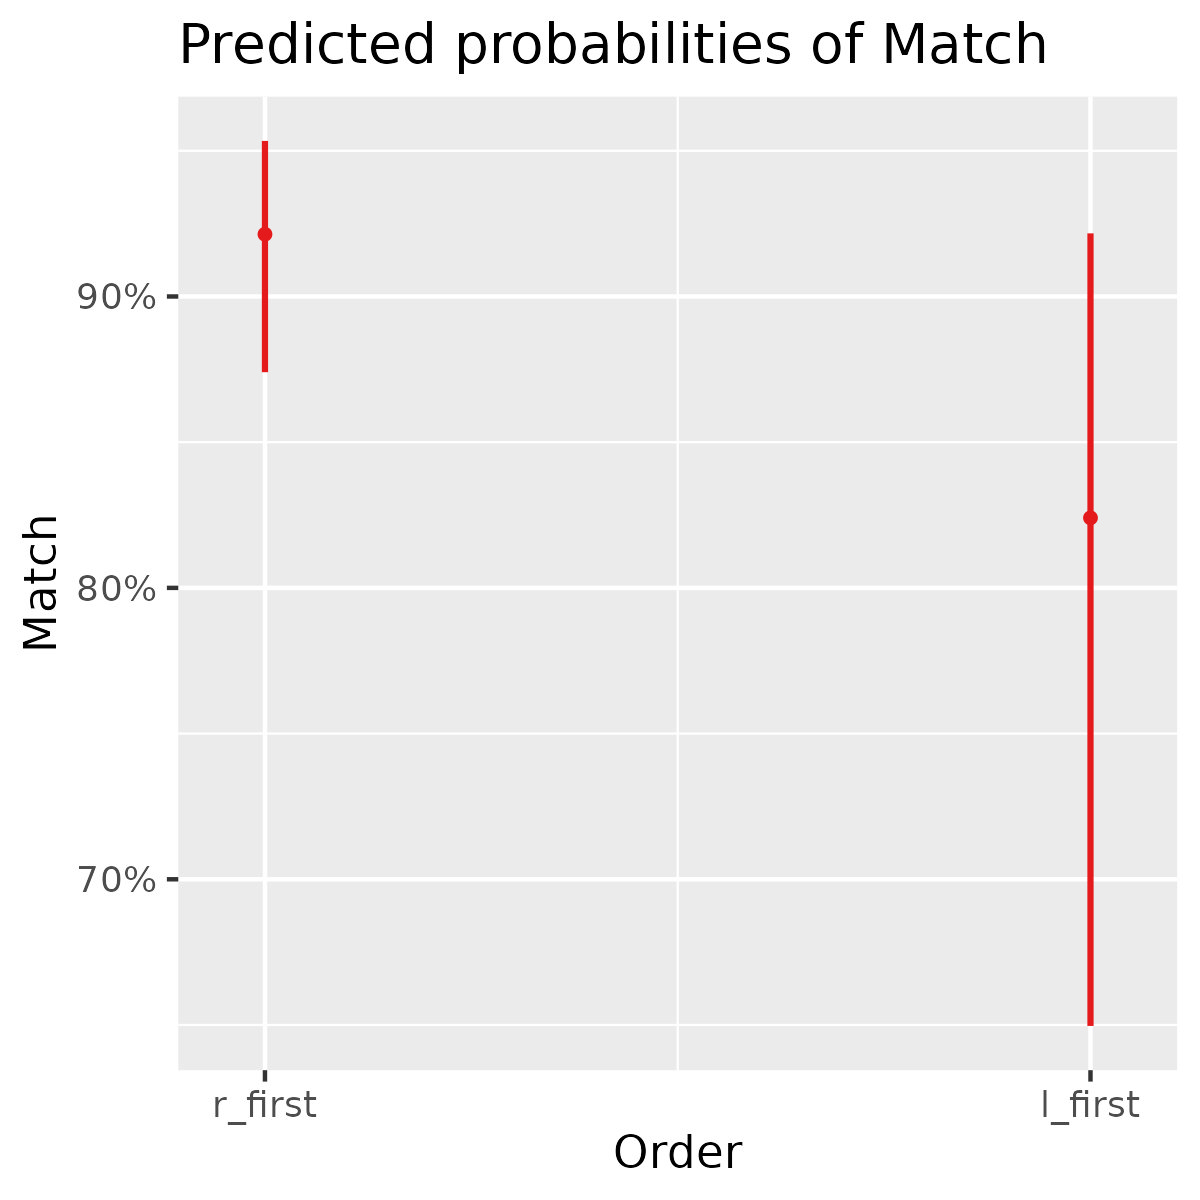 Predicted probabilities of Match
Match
90%
80%
70%
r_first
l_first
Order